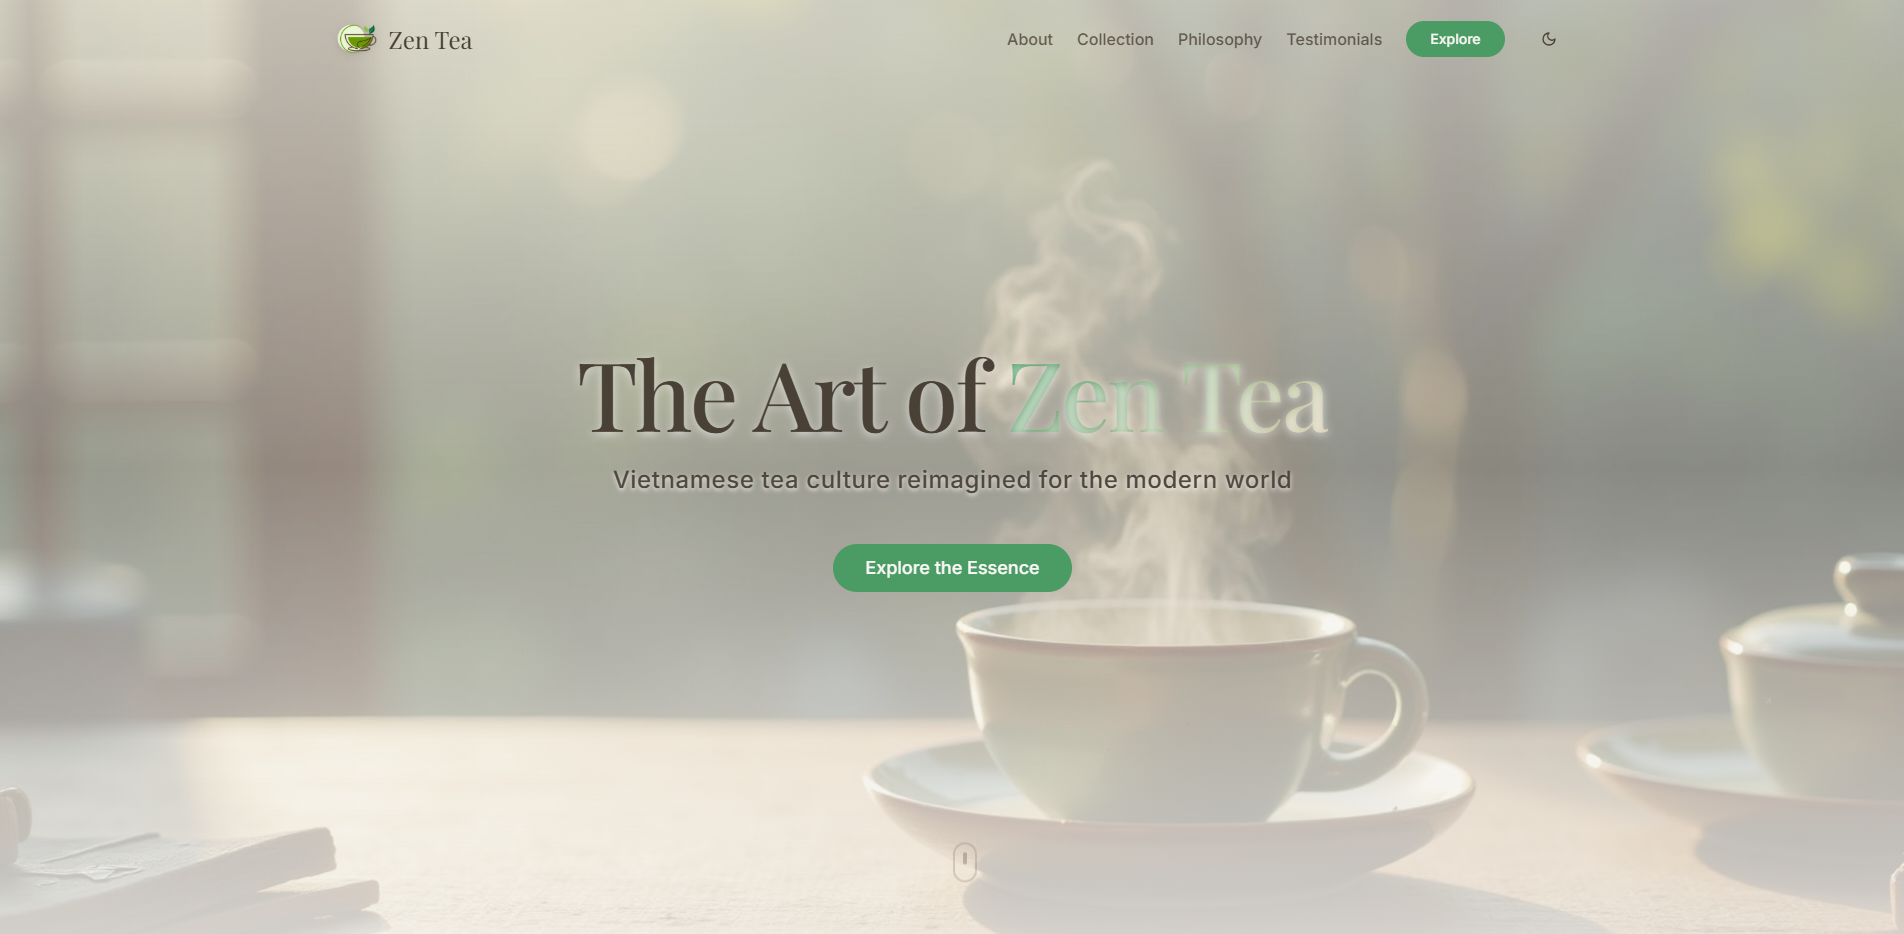 Zen Tea
About Collection Philosophy Testimonials Explore
The Art of Zen Tea
Vietnamese tea culture reimagined for the modern world
Explore the Essence